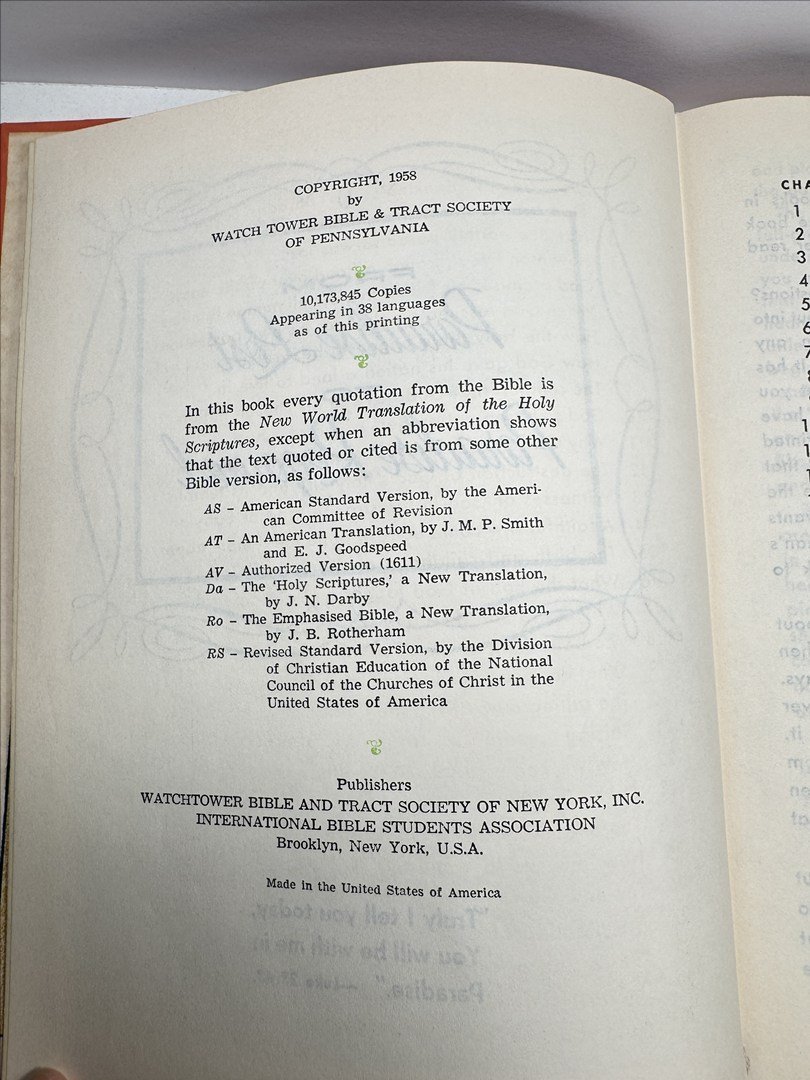 COPYRIGHT, 1958
by
WATCH TOWER BIBLE & TRACT SOCIETY
OF PENNSYLVANIA
10,173,845 Copies
Appearing in 38 languages
as of this printing
In this book every quotation from the Bible is
from the New World Translation of the Holy
Scriptures, except when an abbreviation shows
that the text quoted or cited is from some other
Bible version, as follows:
AS – American Standard Version, by the Ameri-
can Committee of Revision
AT – An American Translation, by J. M. P. Smith
and E. J. Goodspeed
AV – Authorized Version (1611)
Da – The 'Holy Scriptures,' a New Translation,
by J. N. Darby
Ro – The Emphasised Bible, a New Translation,
by J. B. Rotherham
RS – Revised Standard Version, by the Division
of Christian Education of the National
Council of the Churches of Christ in the
United States of America
Publishers
WATCHTOWER BIBLE AND TRACT SOCIETY OF NEW YORK, INC.
INTERNATIONAL BIBLE STUDENTS ASSOCIATION
Brooklyn, New York, U.S.A.
Made in the United States of America
CHA
1
2
3
4
5
6
7